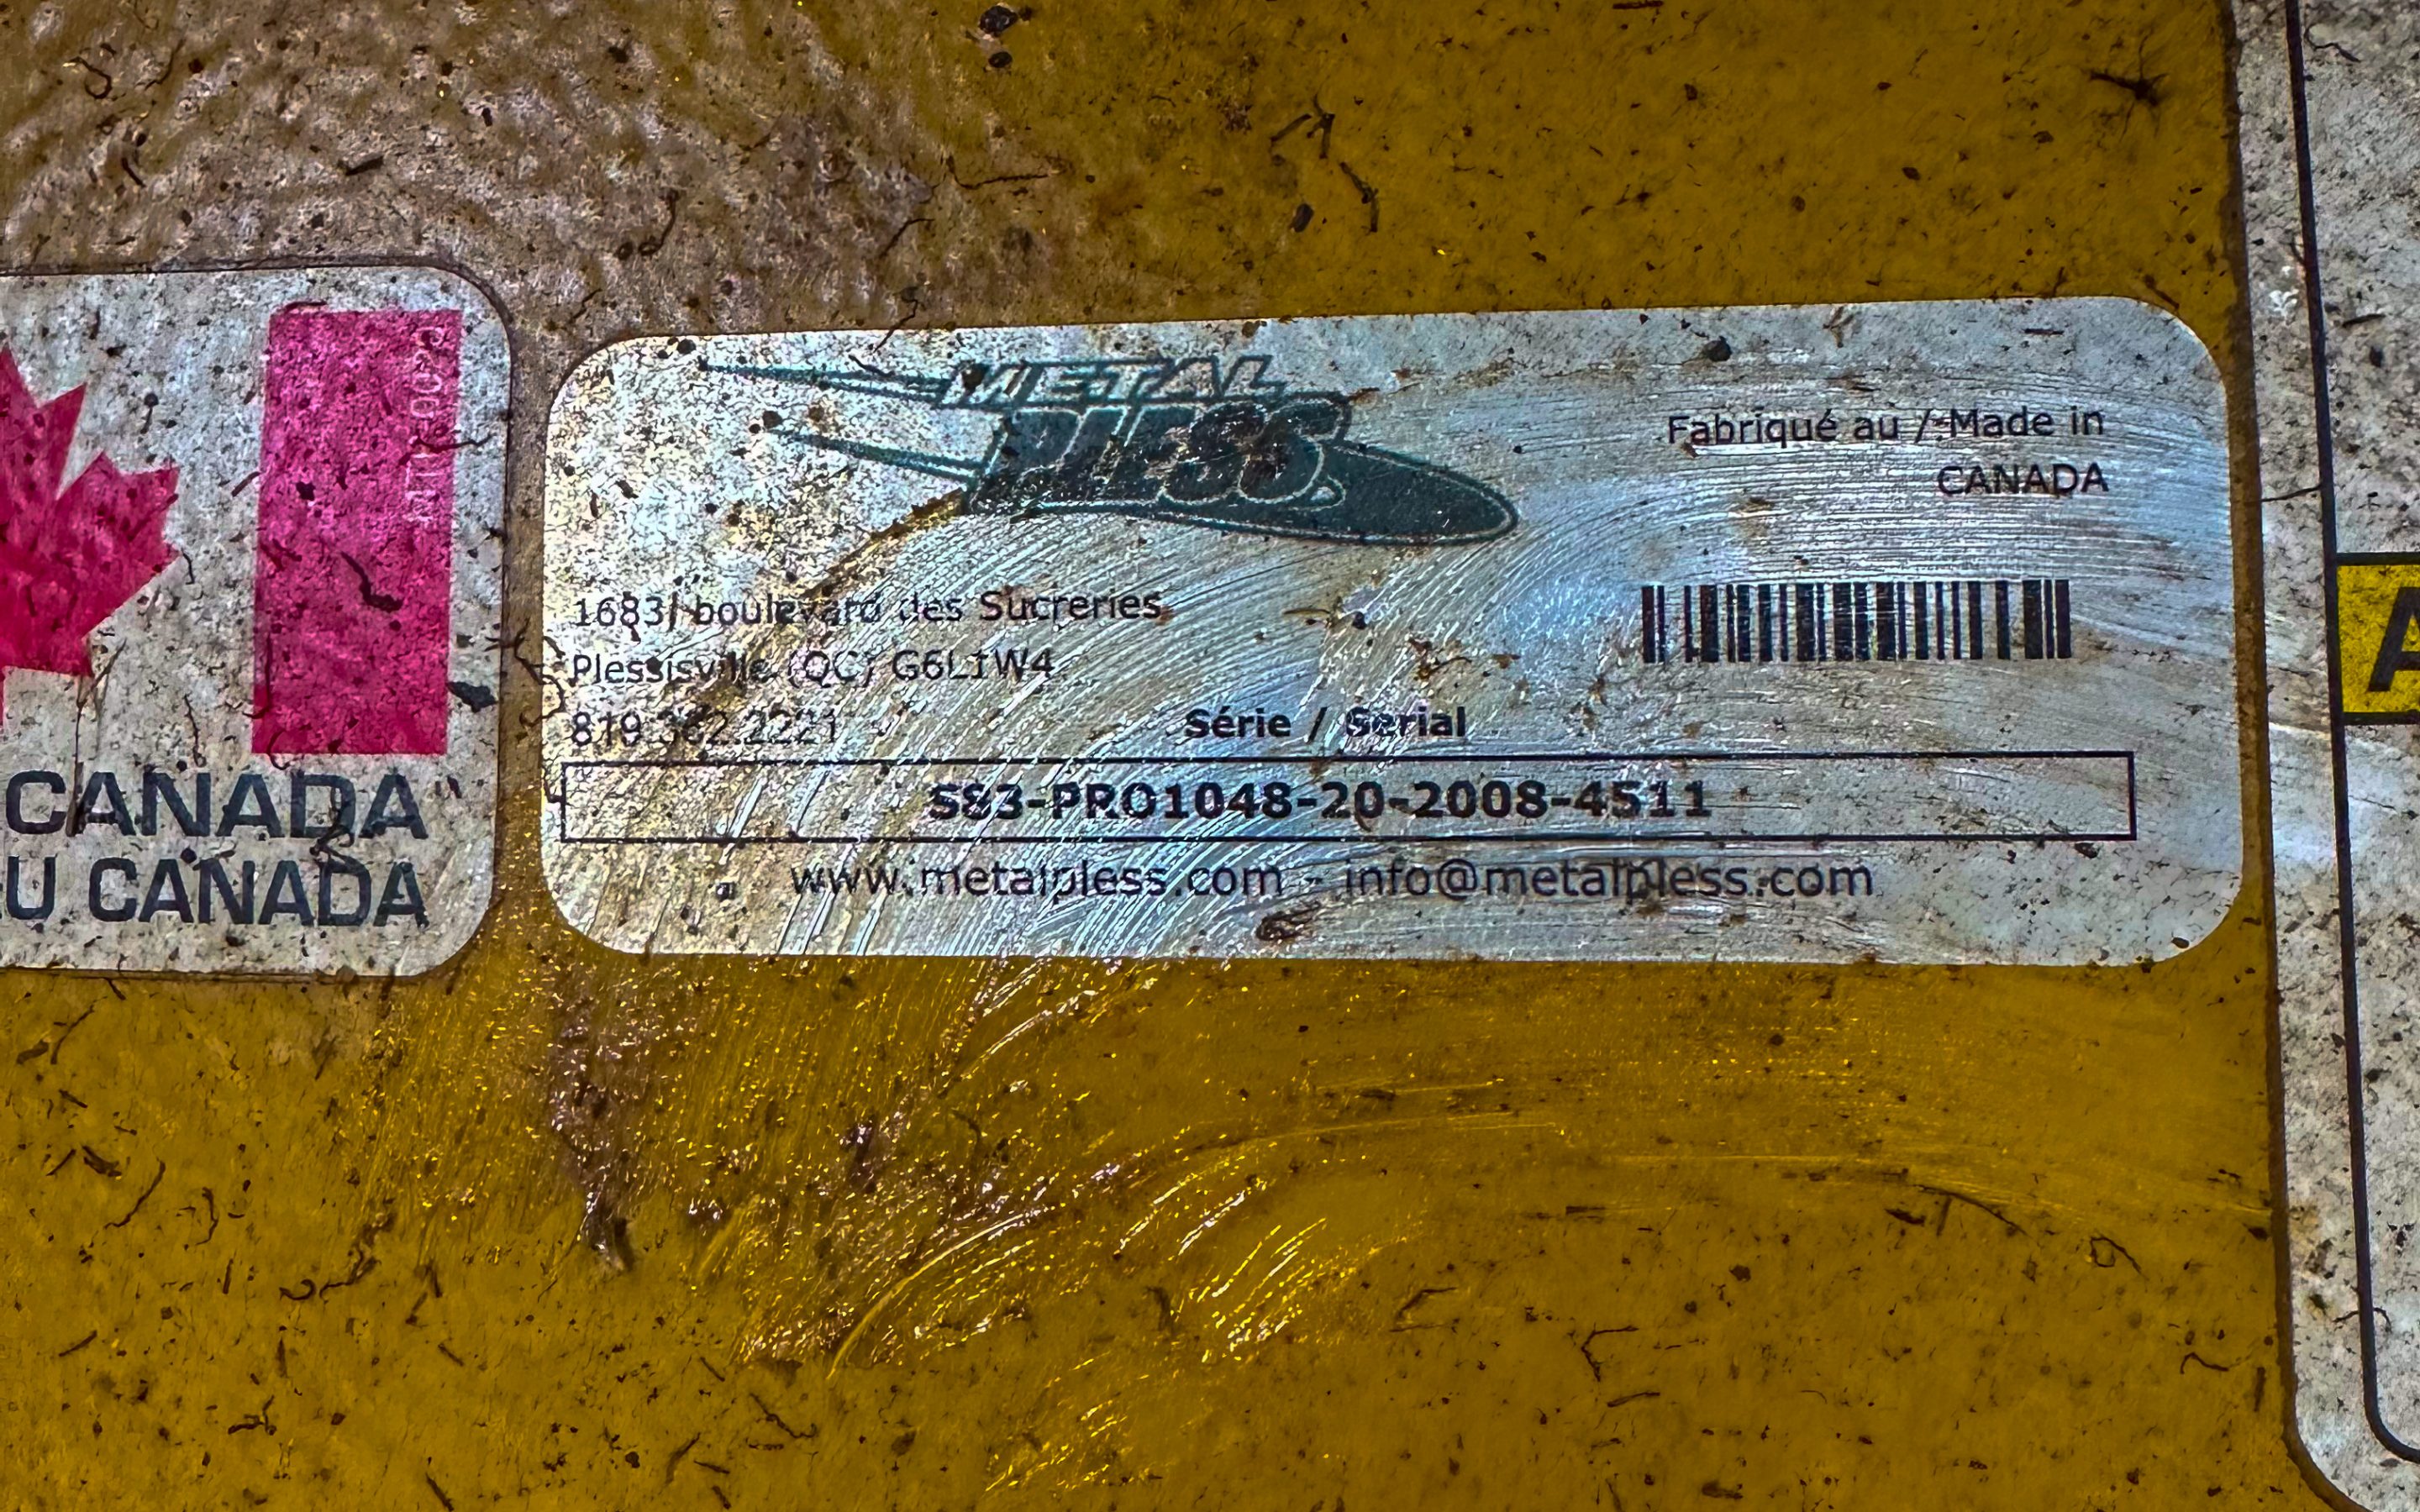 METAL
PLESS
Fabriqué au / Made in
CANADA
1683, boulevard des Sucreries
Plessisville (QC) G6L1W4
819.362.2221
Série / Serial
S83-PRO1048-20-2008-4511
www.metalpless.com - info@metalpless.com
CANADA"
U CANADA
A